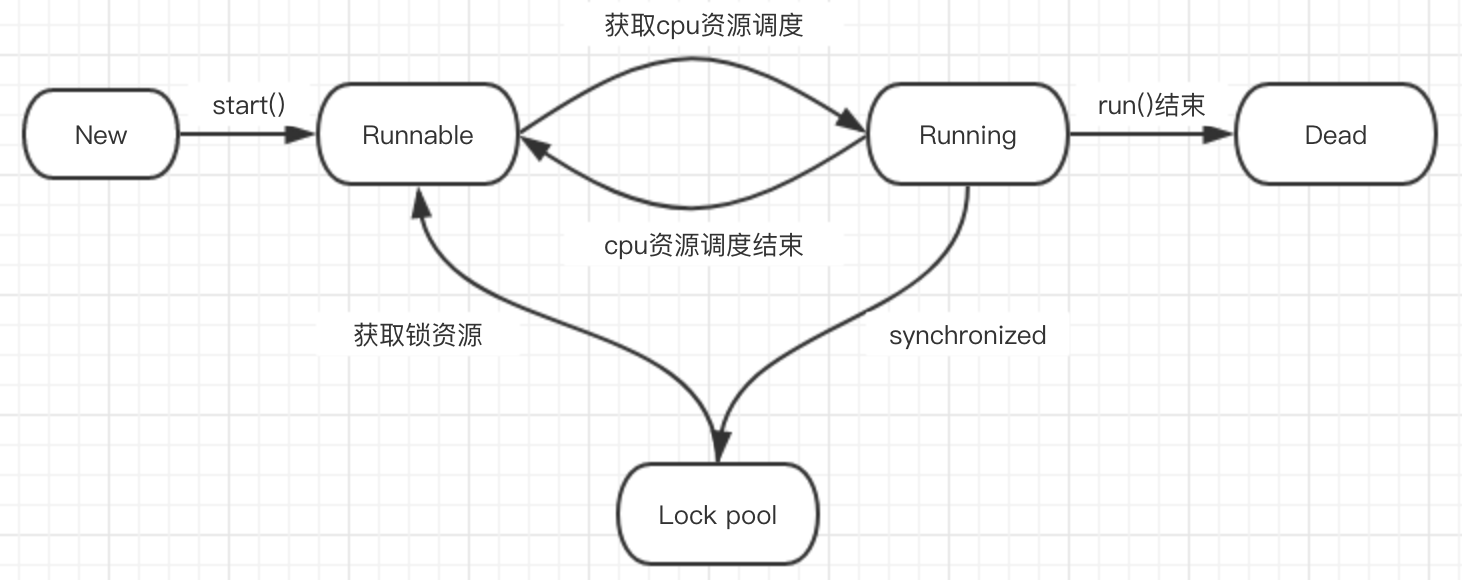 获取cpu资源调度
New
start()
Runnable
Running
run()结束
Dead
cpu资源调度结束
获取锁资源
synchronized
Lock pool